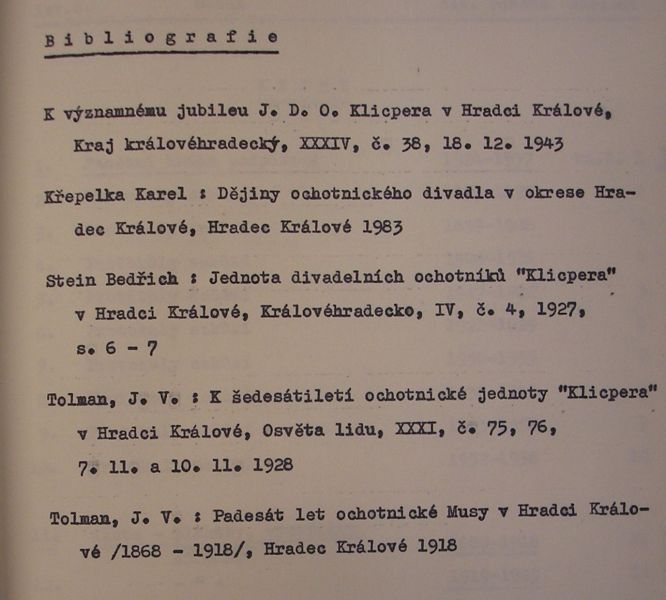 Bibliografie
K významnému jubileu J. D. O. Klicpera v Hradci Králové,
Kraj královéhradecký, XXXIV, č. 38, 18. 12. 1943
Křepelka Karel : Dějiny ochotnického divadla v okrese Hra-
dec Králové, Hradec Králové 1983
Stein Bedřich : Jednota divadelních ochotníků "Klicpera"
v Hradci Králové, Královéhradecko, IV, č. 4, 1927,
s. 6 - 7
Tolman, J. V. : K šedesátiletí ochotnické jednoty "Klicpera"
v Hradci Králové, Osvěta lidu, XXXI, č. 75, 76,
7. 11. a 10. 11. 1928
Tolman, J. V. : Padesát let ochotnické Musy v Hradci Králo-
vé /1868 - 1918/, Hradec Králové 1918